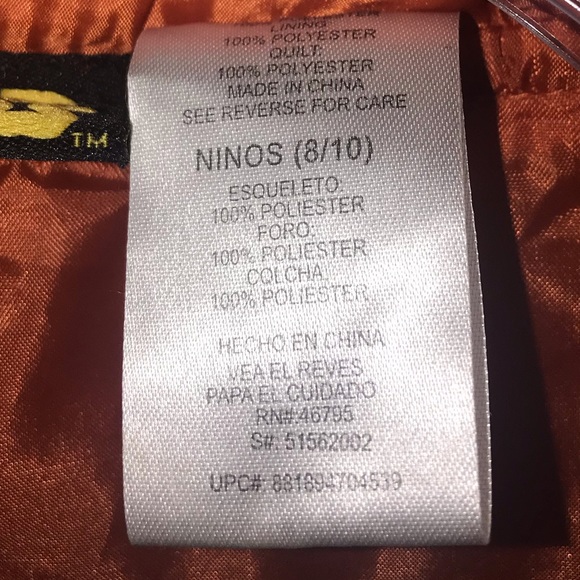 LINING:
100% POLYESTER
QUILT:
100% POLYESTER
MADE IN CHINA
SEE REVERSE FOR CARE
TM
NINOS (8/10)
ESQUELETO:
100% POLIESTER
FORO:
100% POLIESTER
COLCHA:
100% POLIESTER
HECHO EN CHINA
VEA EL REVES
PAPA EL CUIDADO
RN#:46795
S#: 51562002
UPC#: 881894704539